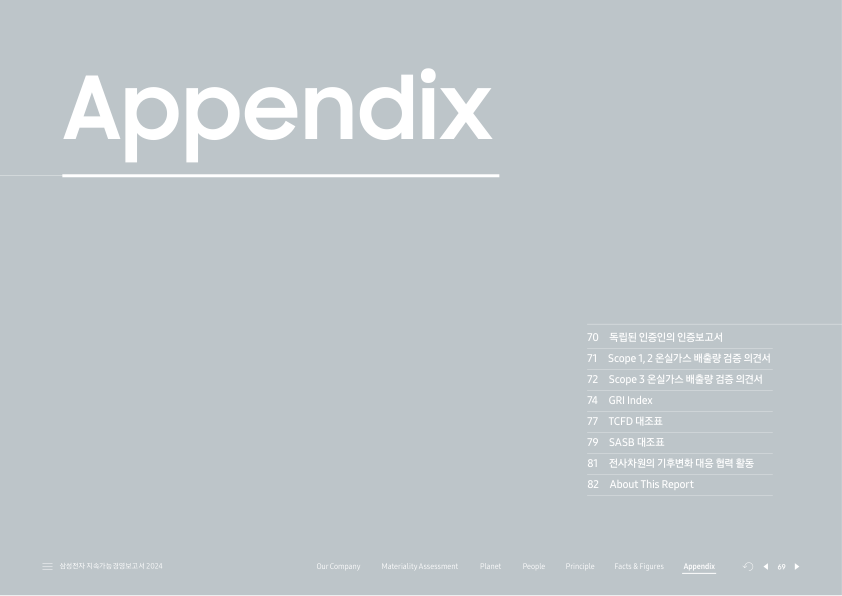 Appendix
70 독립된 인증인의 인증보고서
71 Scope 1, 2 온실가스 배출량 검증 의견서
72 Scope 3 온실가스 배출량 검증 의견서
74 GRI Index
77 TCFD 대조표
79 SASB 대조표
81 전사차원의 기후변화 대응 협력 활동
82 About This Report
삼성전자 지속가능경영보고서 2024 Our Company Materiality Assessment Planet People Principle Facts & Figures Appendix 69